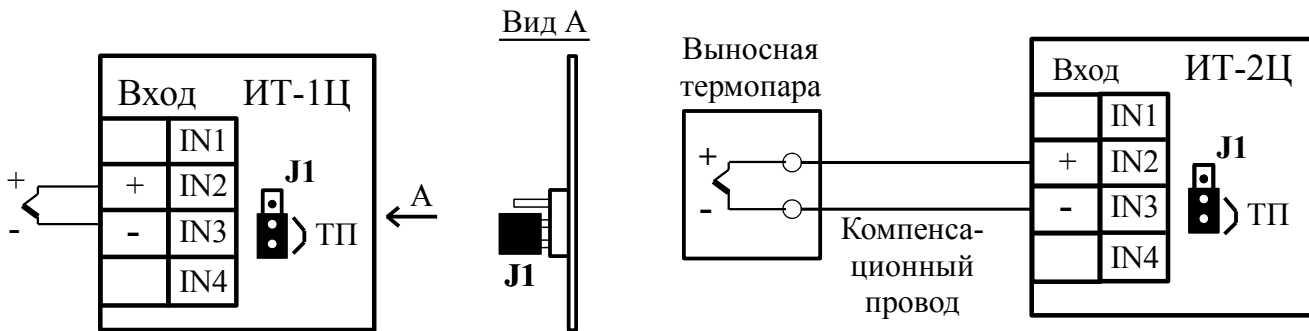 Вход ИТ-1Ц
IN1
+ IN2
- IN3
IN4
+
-
J1
ТП
А
Вид А
J1
Выносная
термопара
+
-
Компенса-
ционный
провод
Вход ИТ-2Ц
IN1
+ IN2
- IN3
IN4
J1
ТП